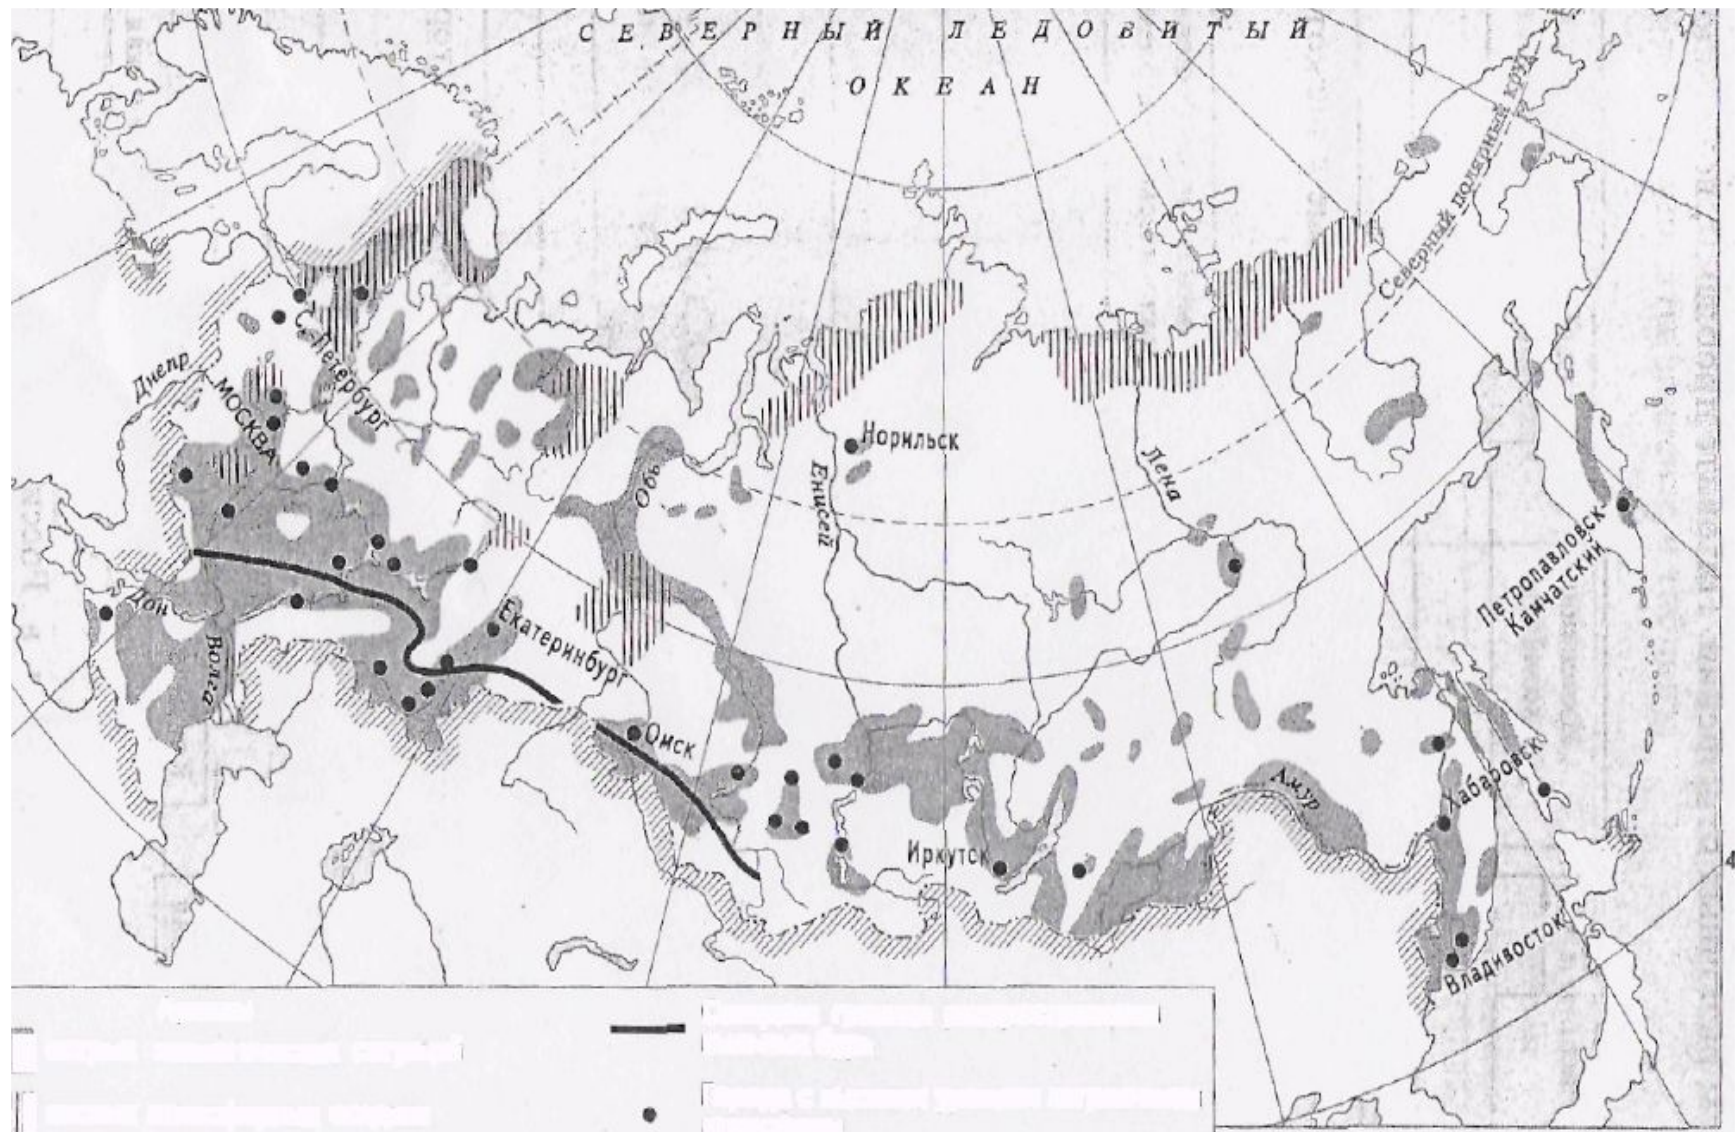 СЕВЕРНЫЙ ЛЕДОВИТЫЙ
ОКЕАН
Северный полярный круг
Днепр
С.-Петербург
МОСКВА
Норильск
Обь
Енисей
Лена
Петропавловск-
Камчатский
Дон
Волга
Екатеринбург
Омск
Амур
Хабаровск
Иркутск
Владивосток
4